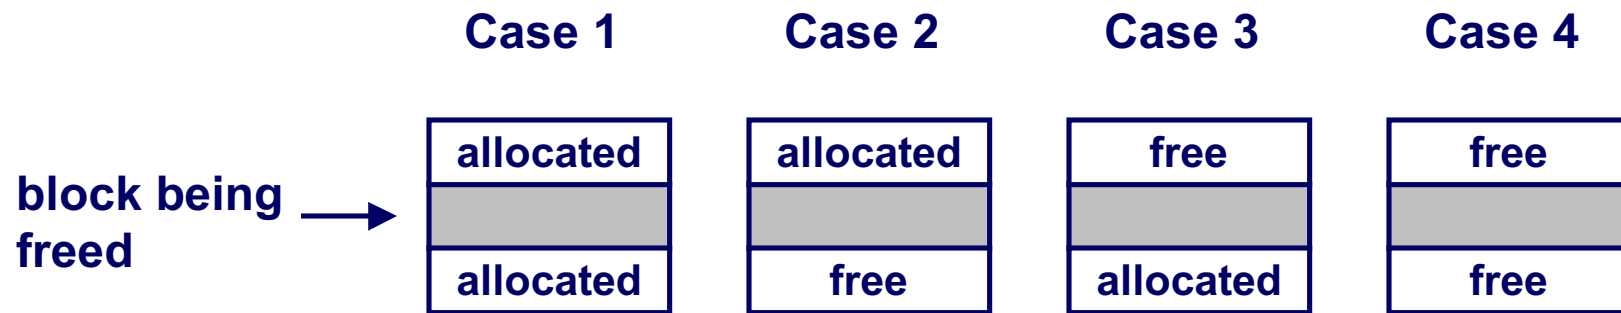 Case 1 Case 2 Case 3 Case 4
allocated allocated free free
block being
freed
allocated free allocated free